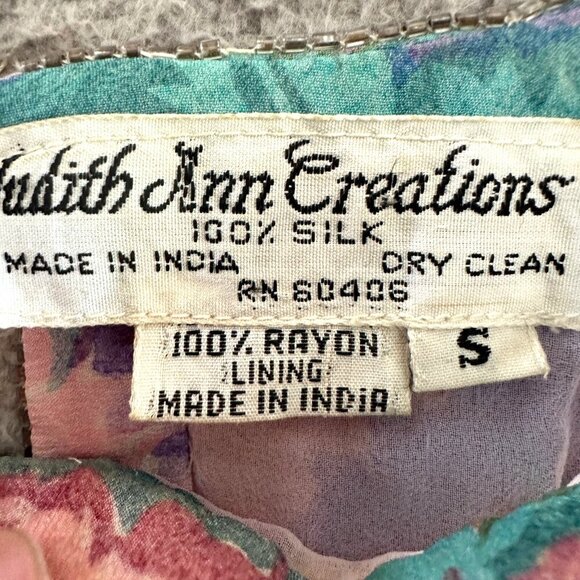 Judith Ann Creations
100% SILK
MADE IN INDIA DRY CLEAN
RN 60406
100% RAYON
LINING
MADE IN INDIA
S